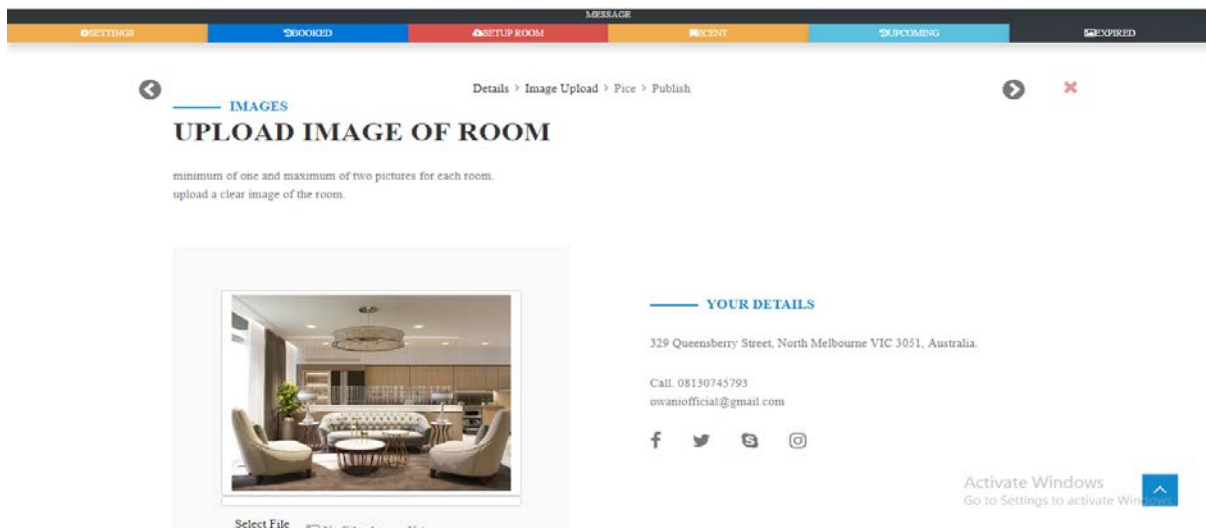 MESSAGE
SETTINGS
BOOKED
SETUP ROOM
RECENT
UPCOMING
EXPIRED
Details > Image Upload > Pice > Publish
IMAGES
UPLOAD IMAGE OF ROOM
minimum of one and maximum of two pictures for each room.
upload a clear image of the room.
YOUR DETAILS
329 Queensberry Street, North Melbourne VIC 3051, Australia.
Call. 08130745793
owaniofficial@gmail.com
Activate Windows
Go to Settings to activate Windows.
Select File